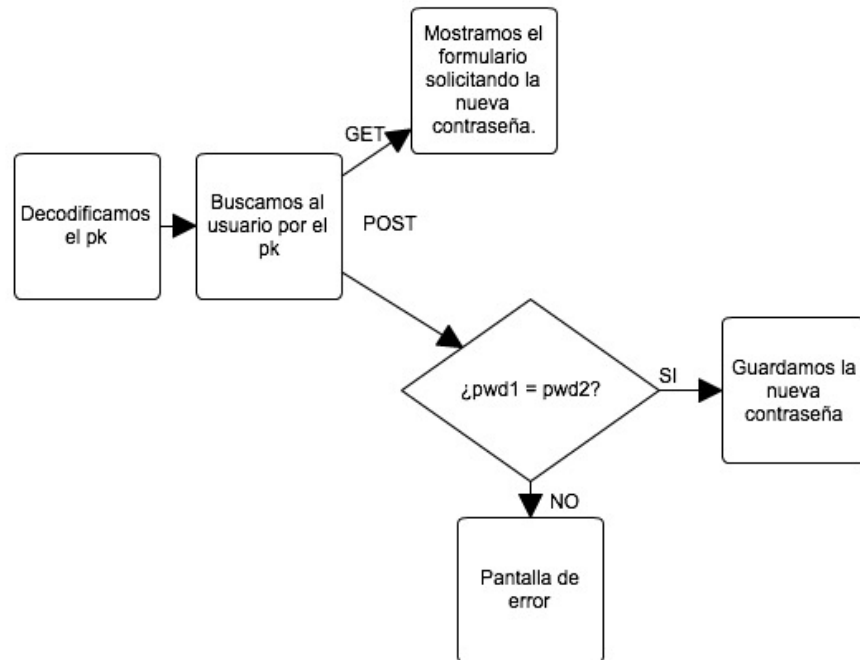 Mostramos el
formulario
solicitando la
nueva
contraseña.
GET
Decodificamos
el pk
Buscamos al
usuario por el
pk
POST
¿pwd1 = pwd2?
SI
Guardamos la
nueva
contraseña
NO
Pantalla de
error